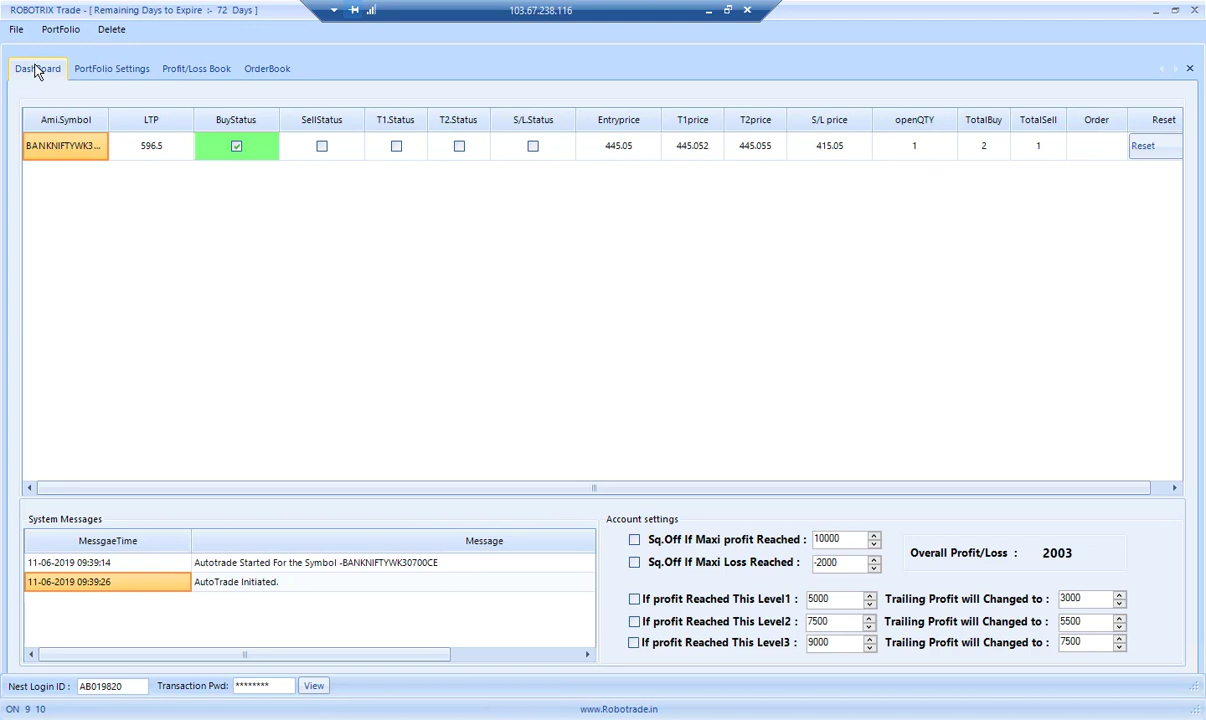 ROBOTRIX Trade - [ Remaining Days to Expire :- 72 Days ]
103.67.238.116
File PortFolio Delete
DashBoard PortFolio Settings Profit/Loss Book OrderBook
Ami.Symbol LTP BuyStatus SellStatus T1.Status T2.Status S/L.Status Entryprice T1price T2price S/L price openQTY TotalBuy TotalSell Order Reset
BANKNIFTYWK3... 596.5 445.05 445.052 445.055 415.05 1 2 1 Reset
System Messages
MessgaeTime Message
11-06-2019 09:39:14 Autotrade Started For the Symbol -BANKNIFTYWK30700CE
11-06-2019 09:39:26 AutoTrade Initiated.
Account settings
Sq.Off If Maxi profit Reached : 10000
Sq.Off If Maxi Loss Reached : -2000
Overall Profit/Loss : 2003
If profit Reached This Level1 : 5000 Trailing Profit will Changed to : 3000
If profit Reached This Level2 : 7500 Trailing Profit will Changed to : 5500
If profit Reached This Level3 : 9000 Trailing Profit will Changed to : 7500
Nest Login ID : AB019820 Transaction Pwd: ******** View
ON 9 10 www.Robotrade.in